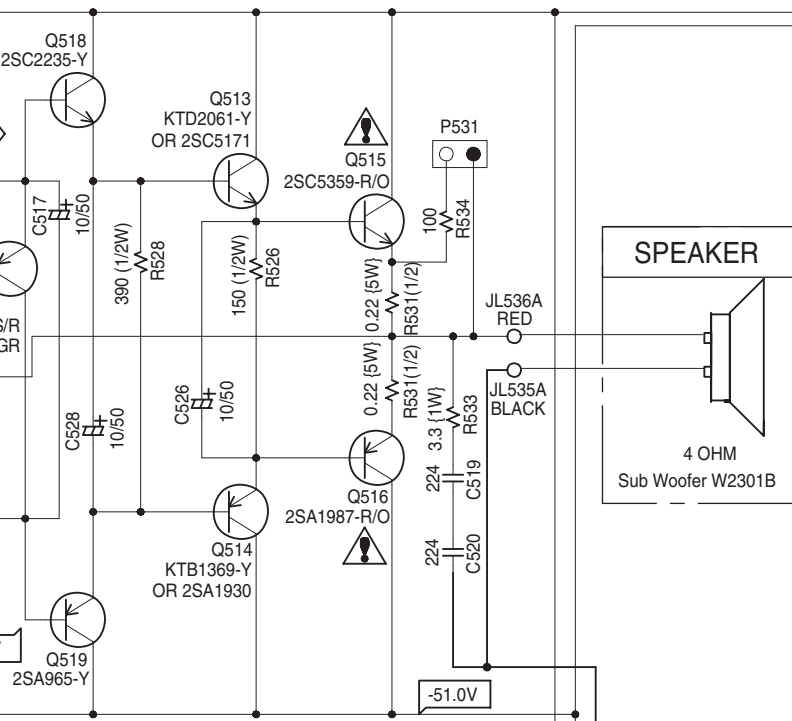 Q518
2SC2235-Y
Q513
KTD2061-Y
OR 2SC5171
P531
Q515
2SC5359-R/O
C517
10/50
390 (1/2W)
R528
150 (1/2W)
R526
100
R534
0.22 {5W}
R531(1/2)
SPEAKER
JL536A
RED
S/R
GR
0.22 {5W}
R531(1/2)
JL535A
BLACK
C526
10/50
3.3 {1W}
R533
C528
10/50
4 OHM
Sub Woofer W2301B
224
C519
Q516
2SA1987-R/O
Q514
KTB1369-Y
OR 2SA1930
224
C520
Q519
2SA965-Y
-51.0V